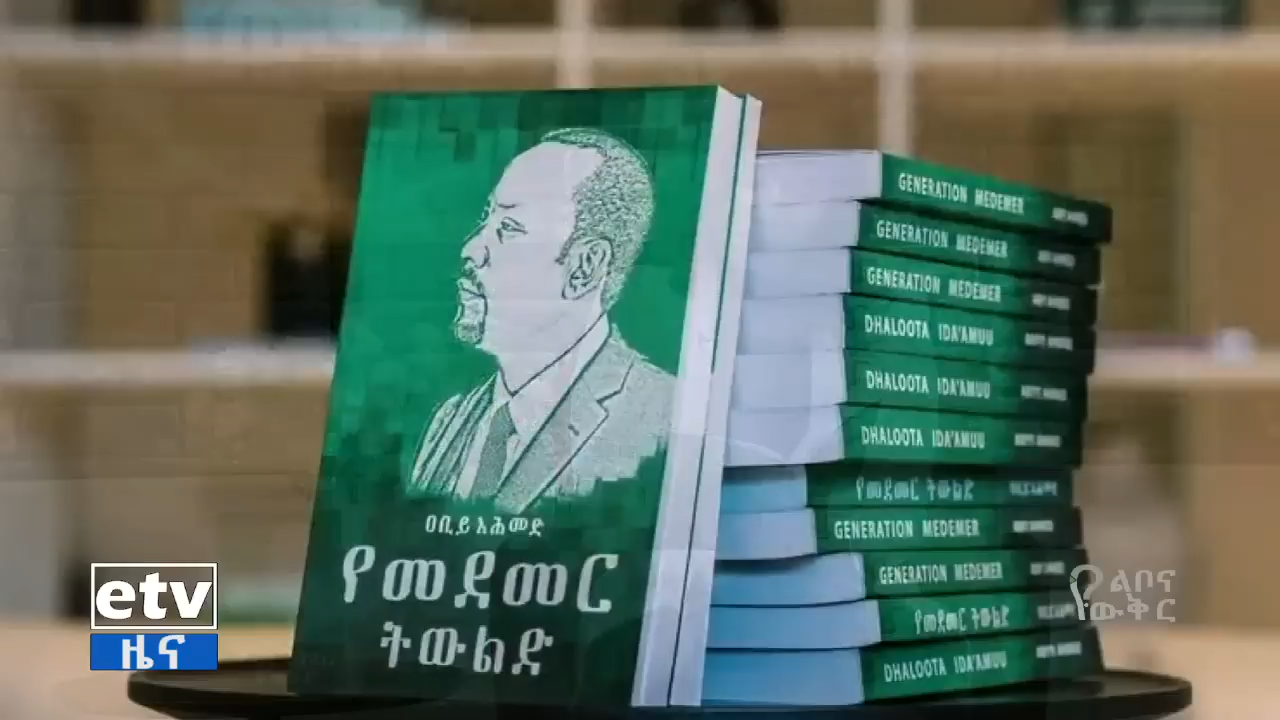 ዐቢይ አሕመድ
የመደመር
ትውልድ
GENERATION MEDEMER
GENERATION MEDEMER
GENERATION MEDEMER
DHALOOTA IDA'AMUU
DHALOOTA IDA'AMUU
DHALOOTA IDA'AMUU
የመደመር ትውልድ
GENERATION MEDEMER
GENERATION MEDEMER
የመደመር ትውልድ
DHALOOTA IDA'AMUU
etv
ዜና
የልቦና
ውቅር